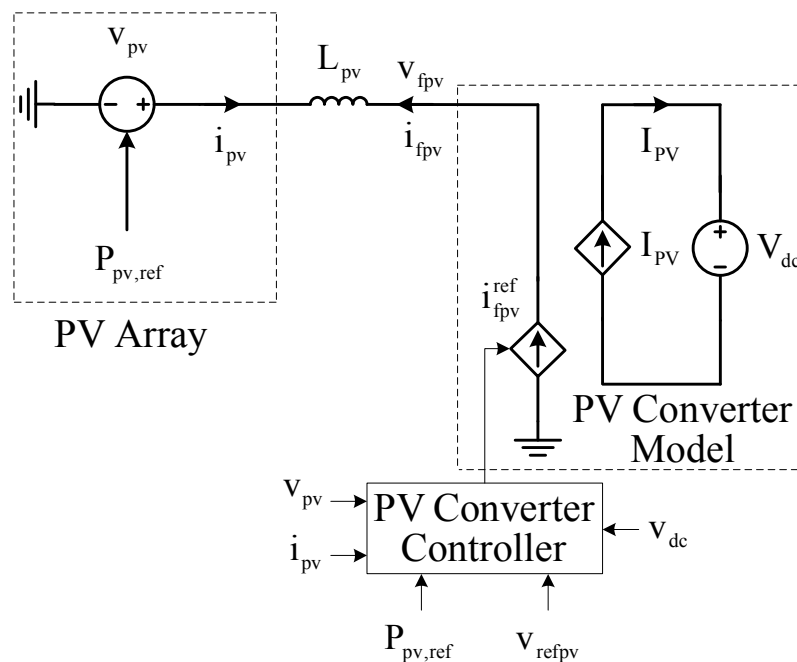 v_pv
L_pv
v_fpv
i_pv
i_fpv
I_PV
P_pv,ref
I_PV
V_dc
+
−
− +
i_fpv^ref
PV Array
PV Converter
Model
v_pv
PV Converter
Controller
i_pv
v_dc
P_pv,ref
v_refpv